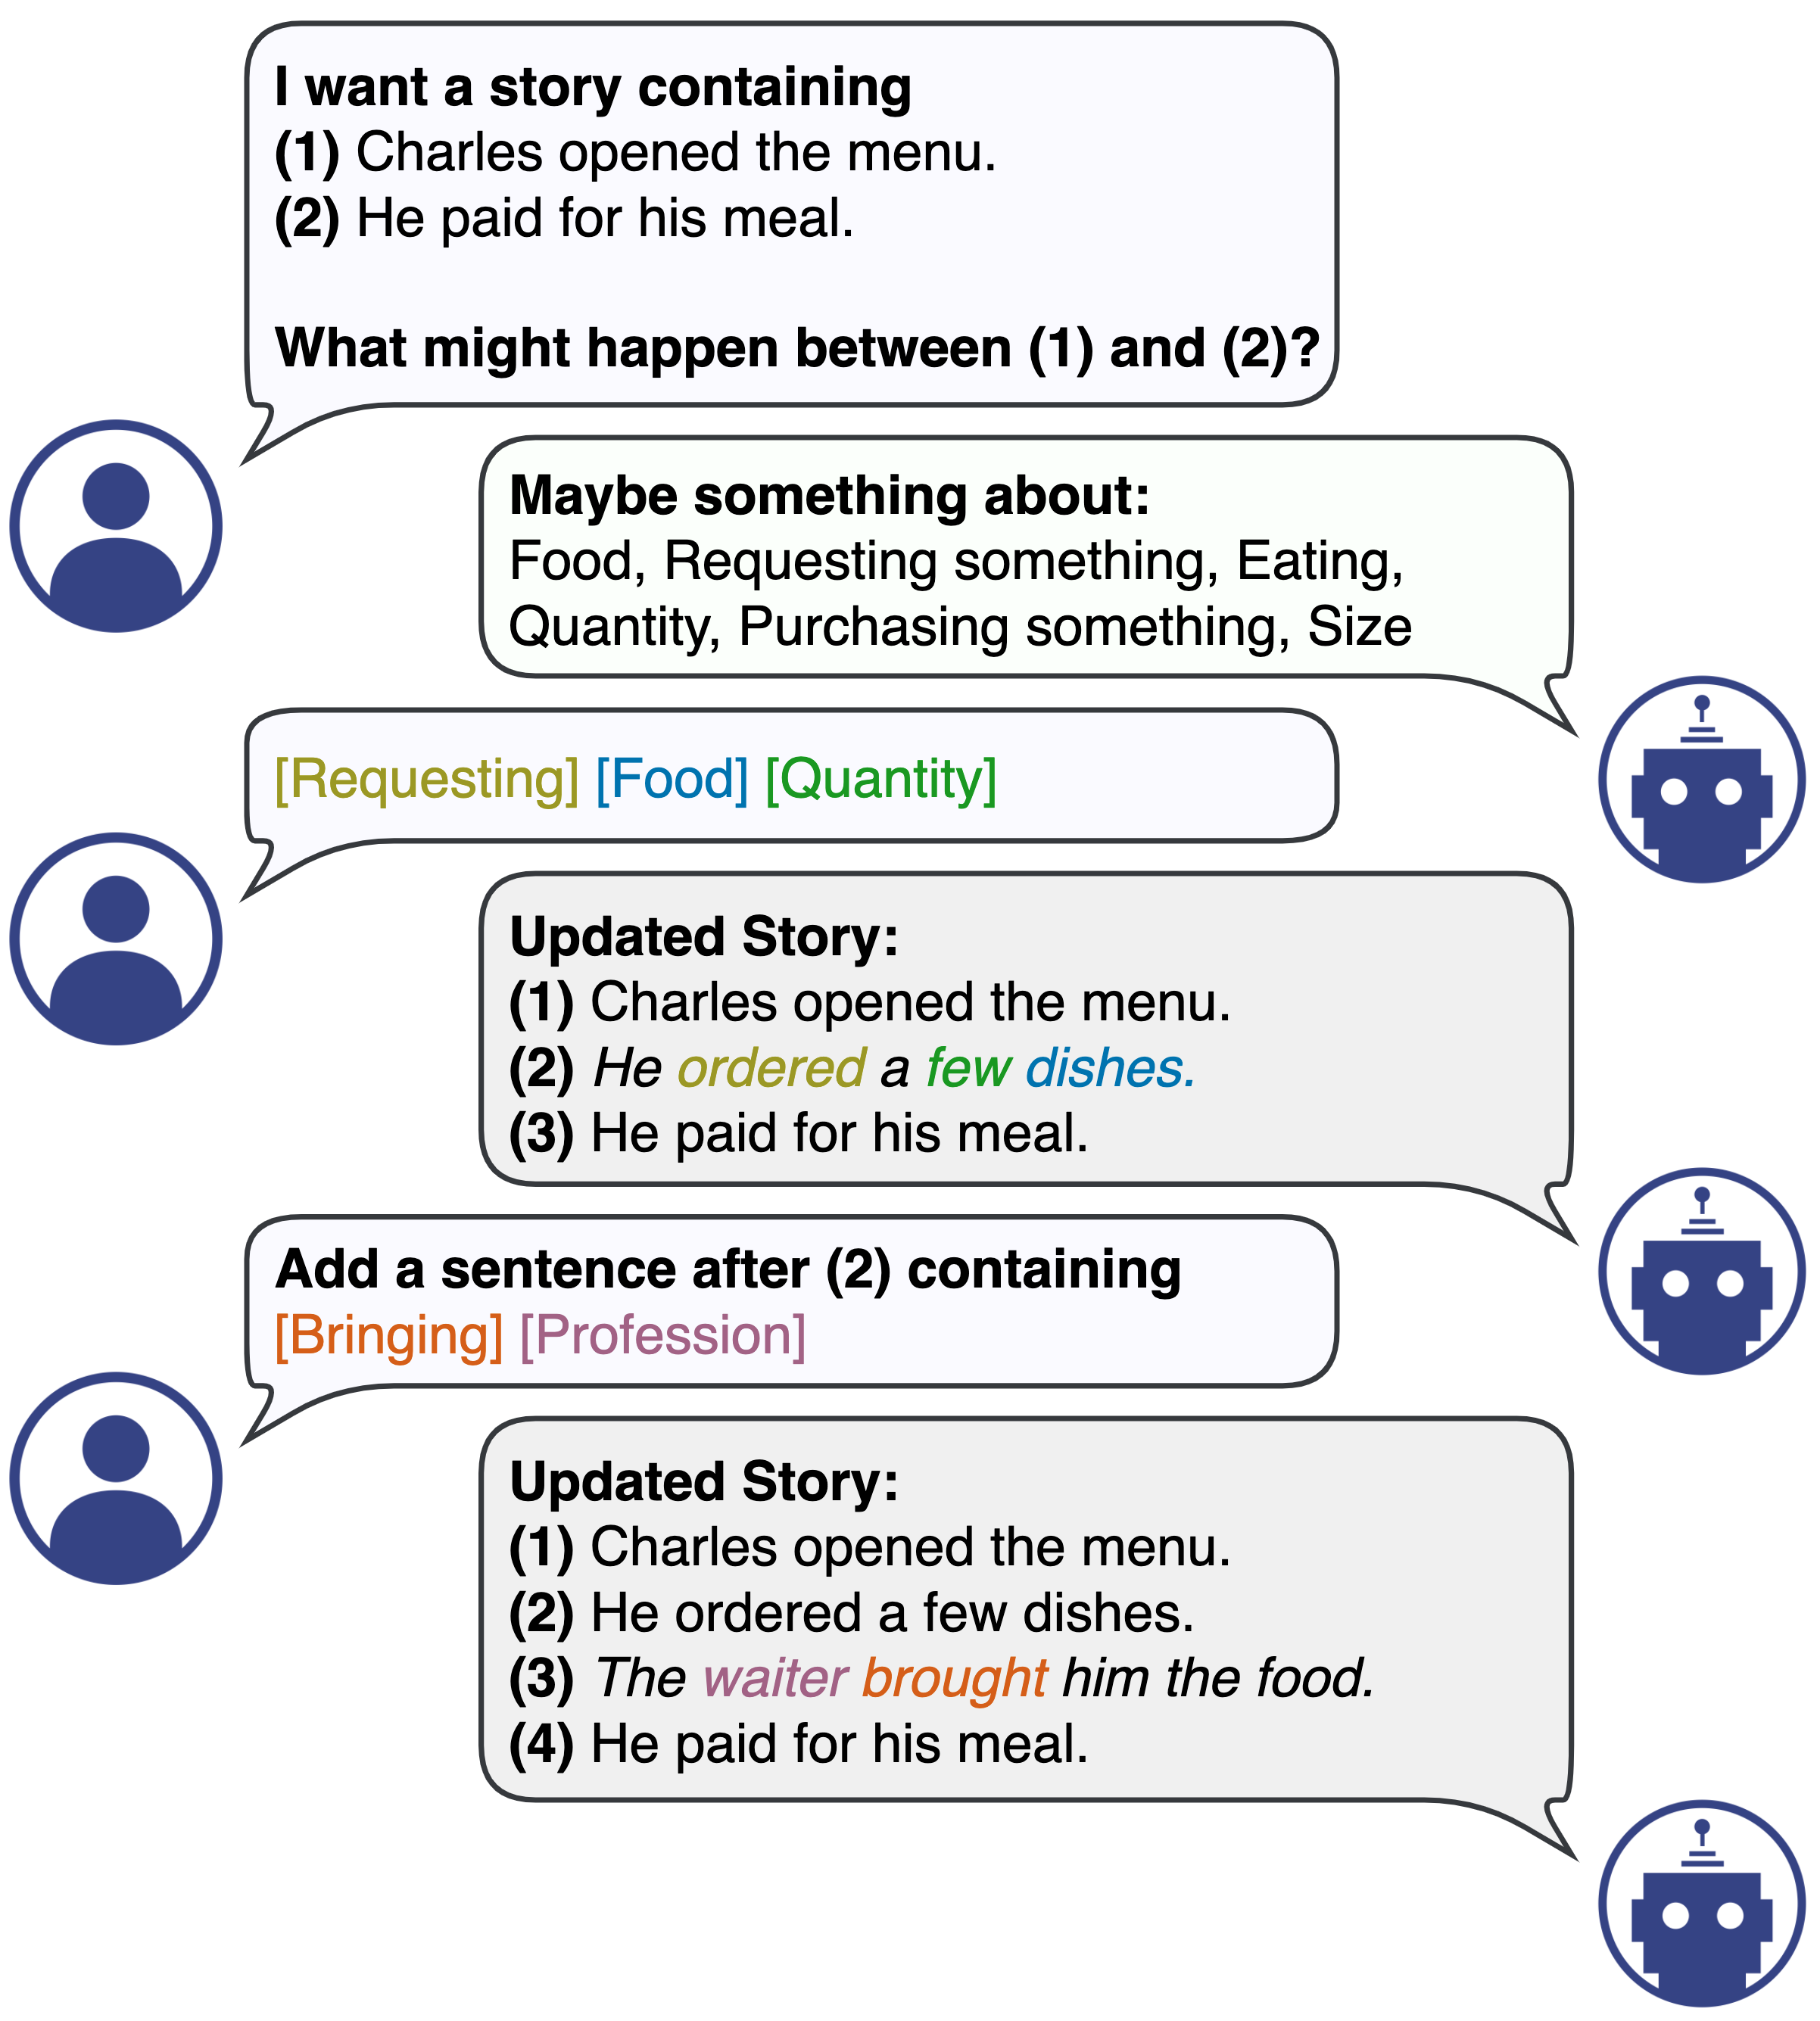 I want a story containing
(1) Charles opened the menu.
(2) He paid for his meal.
What might happen between (1) and (2)?
Maybe something about:
Food, Requesting something, Eating,
Quantity, Purchasing something, Size
[Requesting] [Food] [Quantity]
Updated Story:
(1) Charles opened the menu.
(2) He ordered a few dishes.
(3) He paid for his meal.
Add a sentence after (2) containing
[Bringing] [Profession]
Updated Story:
(1) Charles opened the menu.
(2) He ordered a few dishes.
(3) The waiter brought him the food.
(4) He paid for his meal.